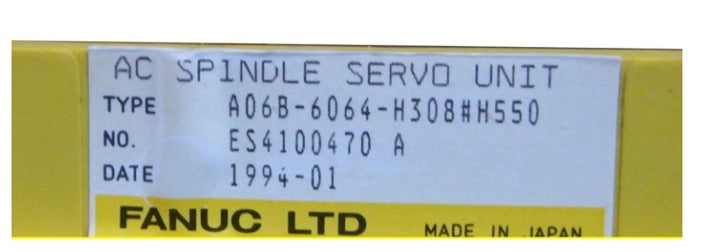 AC SPINDLE SERVO UNIT
TYPE A06B-6064-H308#H550
NO. ES4100470 A
DATE 1994-01
FANUC LTD MADE IN JAPAN